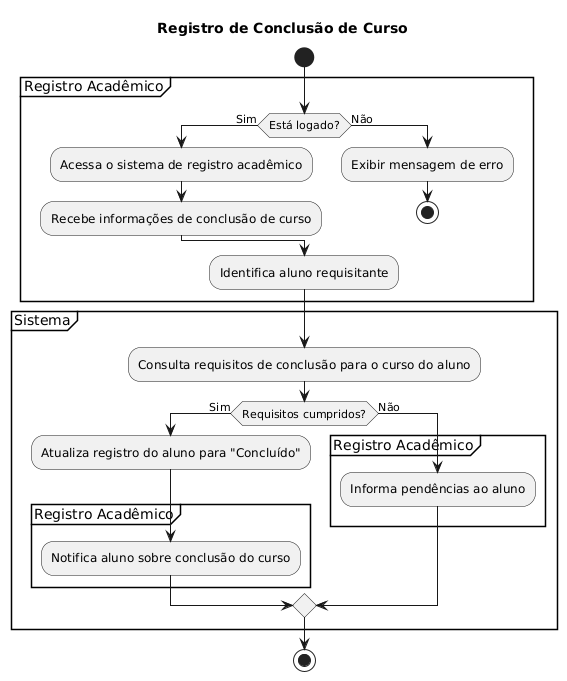 Registro de Conclusão de Curso
Registro Acadêmico
Está logado?
Sim
Não
Acessa o sistema de registro acadêmico
Exibir mensagem de erro
Recebe informações de conclusão de curso
Identifica aluno requisitante
Sistema
Consulta requisitos de conclusão para o curso do aluno
Requisitos cumpridos?
Sim
Não
Atualiza registro do aluno para "Concluído"
Registro Acadêmico
Informa pendências ao aluno
Registro Acadêmico
Notifica aluno sobre conclusão do curso